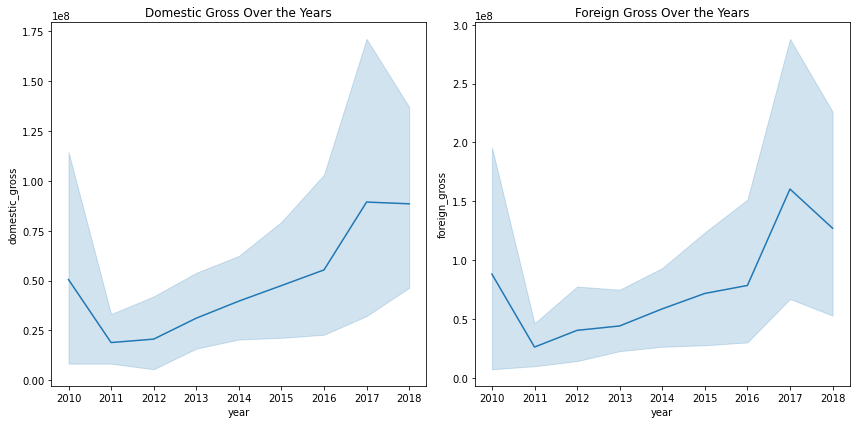 Domestic Gross Over the Years
1e8
1.75
1.50
1.25
1.00
0.75
0.50
0.25
0.00
domestic_gross
2010 2011 2012 2013 2014 2015 2016 2017 2018
year
Foreign Gross Over the Years
1e8
3.0
2.5
2.0
1.5
1.0
0.5
0.0
foreign_gross
2010 2011 2012 2013 2014 2015 2016 2017 2018
year